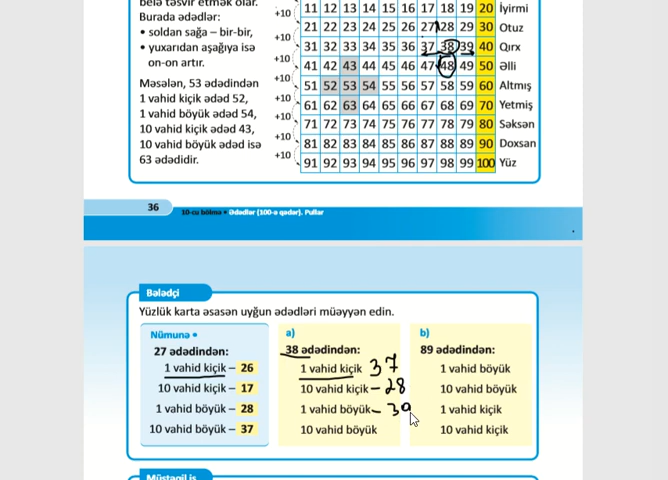 belə təsvir etmək olar.
Burada ədədlər:
• soldan sağa – bir-bir,
• yuxarıdan aşağıya isə
on-on artır.
Məsələn, 53 ədədindən
1 vahid kiçik ədəd 52,
1 vahid böyük ədəd 54,
10 vahid kiçik ədəd 43,
10 vahid böyük ədəd isə
63 ədədidir.
11 12 13 14 15 16 17 18 19 20 İyirmi
+10
21 22 23 24 25 26 27 28 29 30 Otuz
+10
31 32 33 34 35 36 37 38 39 40 Qırx
+10
41 42 43 44 45 46 47 48 49 50 Əlli
+10
51 52 53 54 55 56 57 58 59 60 Altmış
+10
61 62 63 64 65 66 67 68 69 70 Yetmiş
+10
71 72 73 74 75 76 77 78 79 80 Səksən
+10
81 82 83 84 85 86 87 88 89 90 Doxsan
+10
91 92 93 94 95 96 97 98 99 100 Yüz
36
10-cu bölmə • Ədədlər (100-ə qədər). Pullar
Bələdçi
Yüzlük karta əsasən uyğun ədədləri müəyyən edin.
Nümunə •
27 ədədindən:
1 vahid kiçik – 26
10 vahid kiçik – 17
1 vahid böyük – 28
10 vahid böyük – 37
a)
38 ədədindən:
1 vahid kiçik 37
10 vahid kiçik – 28
1 vahid böyük – 39
10 vahid böyük
b)
89 ədədindən:
1 vahid böyük
10 vahid böyük
1 vahid kiçik
10 vahid kiçik
Müstəqil iş